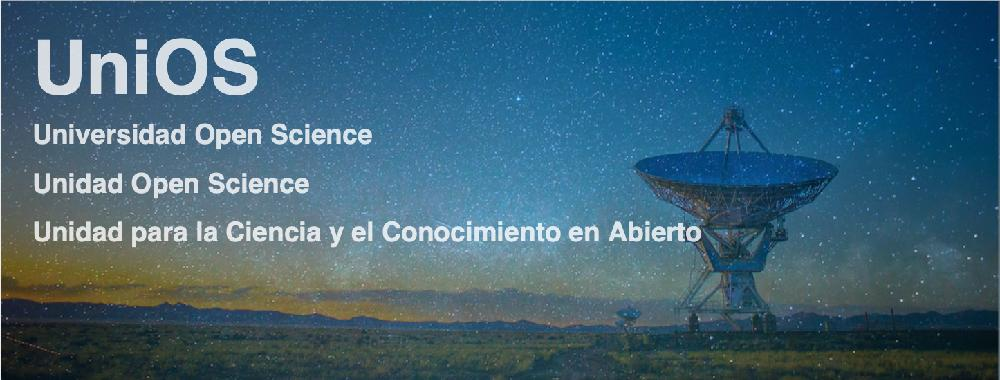 UniOS
Universidad Open Science
Unidad Open Science
Unidad para la Ciencia y el Conocimiento en Abierto